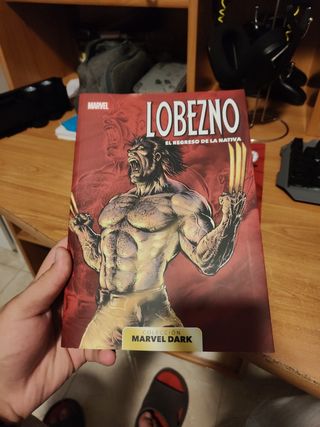 MARVEL
LOBEZNO
EL REGRESO DE LA NATIVA
COLECCIÓN
MARVEL DARK